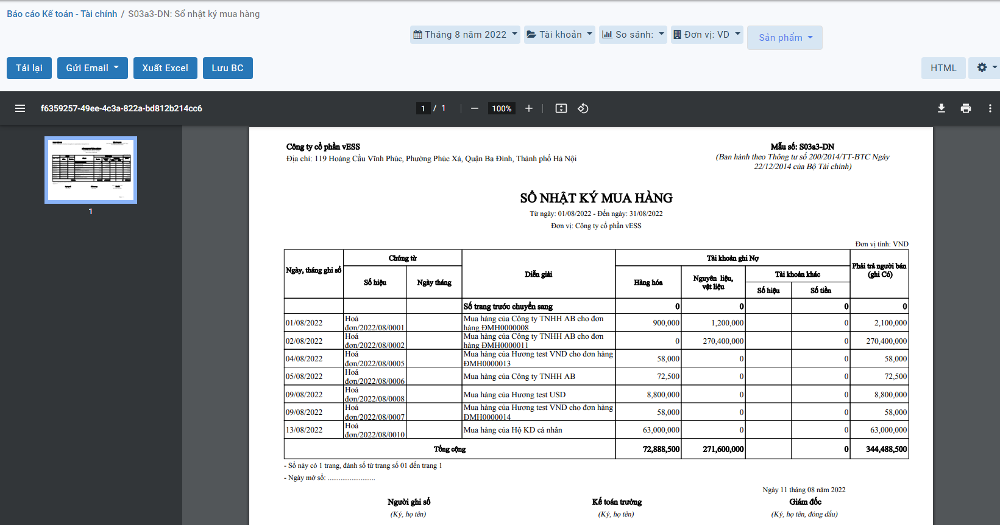 Báo cáo Kế toán - Tài chính / S03a3-DN: Sổ nhật ký mua hàng
Tháng 8 năm 2022
Tài khoản
So sánh:
Đơn vị: VD
Sản phẩm
Tải lại
Gửi Email
Xuất Excel
Lưu BC
HTML
f6359257-49ee-4c3a-822a-bd812b214cc6
1 / 1
100%
1
Công ty cổ phần vESS
Địa chỉ: 119 Hoàng Cầu Vĩnh Phúc, Phường Phúc Xá, Quận Ba Đình, Thành phố Hà Nội
Mẫu số: S03a3-DN
(Ban hành theo Thông tư số 200/2014/TT-BTC Ngày
22/12/2014 của Bộ Tài chính)
SỔ NHẬT KÝ MUA HÀNG
Từ ngày: 01/08/2022 - Đến ngày: 31/08/2022
Đơn vị: Công ty cổ phần vESS
Đơn vị tính: VND
Ngày, tháng ghi sổ
Chứng từ
Số hiệu
Ngày tháng
Diễn giải
Tài khoản ghi Nợ
Hàng hóa
Nguyên liệu,
vật liệu
Tài khoản khác
Số hiệu
Số tiền
Phải trả người bán
(ghi Có)
Số trang trước chuyển sang 0 0 0 0
01/08/2022 Hoá đơn/2022/08/0001 Mua hàng của Công ty TNHH AB cho đơn hàng ĐMH0000008 900,000 1,200,000 0 2,100,000
02/08/2022 Hoá đơn/2022/08/0002 Mua hàng của Công ty TNHH AB cho đơn hàng ĐMH0000011 0 270,400,000 0 270,400,000
04/08/2022 Hoá đơn/2022/08/0005 Mua hàng của Hương test VND cho đơn hàng ĐMH0000013 58,000 0 0 58,000
05/08/2022 Hoá đơn/2022/08/0006 Mua hàng của Công ty TNHH AB 72,500 0 0 72,500
09/08/2022 Hoá đơn/2022/08/0008 Mua hàng của Hương test USD 8,800,000 0 0 8,800,000
09/08/2022 Hoá đơn/2022/08/0007 Mua hàng của Hương test VND cho đơn hàng ĐMH0000014 58,000 0 0 58,000
13/08/2022 Hoá đơn/2022/08/0010 Mua hàng của Hộ KD cá nhân 63,000,000 0 0 63,000,000
Tổng cộng 72,888,500 271,600,000 0 344,488,500
- Sổ này có 1 trang, đánh số từ trang số 01 đến trang 1
- Ngày mở sổ: ..........................
Ngày 11 tháng 08 năm 2022
Người ghi sổ
(Ký, họ tên)
Kế toán trưởng
(Ký, họ tên)
Giám đốc
(Ký, họ tên, đóng dấu)